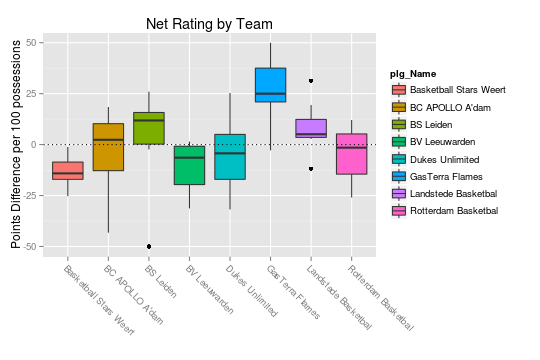 Net Rating by Team
Points Difference per 100 possessions
50
25
0
-25
-50
Basketball Stars Weert
BC APOLLO A'dam
BS Leiden
BV Leeuwarden
Dukes Unlimited
GasTerra Flames
Landstede Basketbal
Rotterdam Basketbal
plg_Name
Basketball Stars Weert
BC APOLLO A'dam
BS Leiden
BV Leeuwarden
Dukes Unlimited
GasTerra Flames
Landstede Basketbal
Rotterdam Basketbal